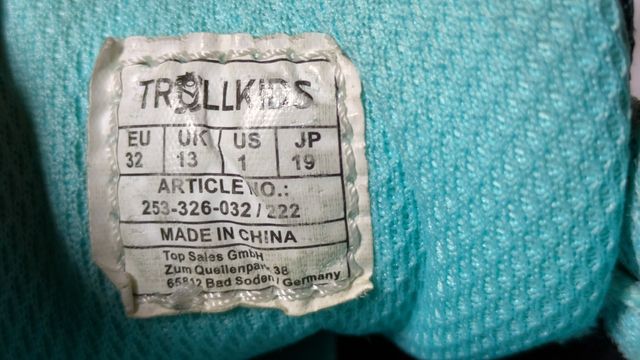 TROLLKIDS
EU UK US JP
32 13 1 19
ARTICLE NO.:
253-326-032 / 222
MADE IN CHINA
Top Sales GmbH
Zum Quellenpark 38
65812 Bad Soden / Germany